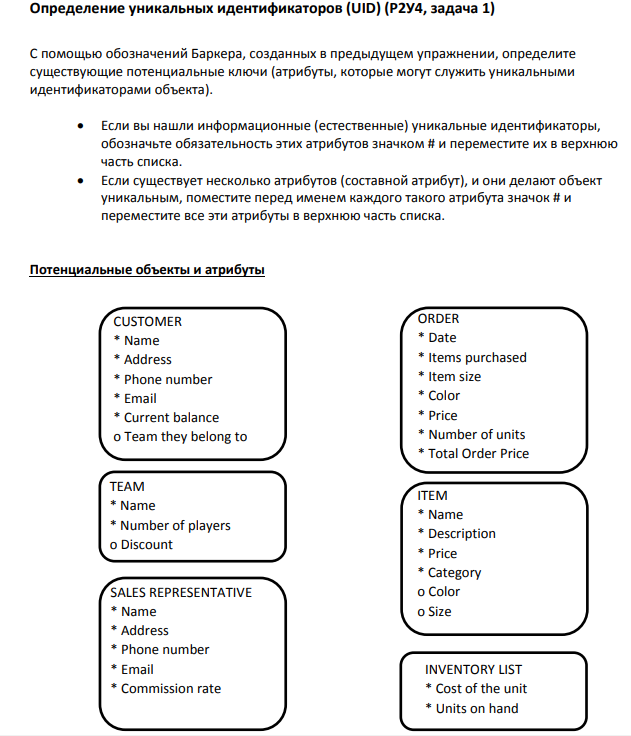 Определение уникальных идентификаторов (UID) (Р2У4, задача 1)
С помощью обозначений Баркера, созданных в предыдущем упражнении, определите
существующие потенциальные ключи (атрибуты, которые могут служить уникальными
идентификаторами объекта).
• Если вы нашли информационные (естественные) уникальные идентификаторы,
обозначьте обязательность этих атрибутов значком # и переместите их в верхнюю
часть списка.
• Если существует несколько атрибутов (составной атрибут), и они делают объект
уникальным, поместите перед именем каждого такого атрибута значок # и
переместите все эти атрибуты в верхнюю часть списка.
Потенциальные объекты и атрибуты
CUSTOMER
* Name
* Address
* Phone number
* Email
* Current balance
o Team they belong to
TEAM
* Name
* Number of players
o Discount
SALES REPRESENTATIVE
* Name
* Address
* Phone number
* Email
* Commission rate
ORDER
* Date
* Items purchased
* Item size
* Color
* Price
* Number of units
* Total Order Price
ITEM
* Name
* Description
* Price
* Category
o Color
o Size
INVENTORY LIST
* Cost of the unit
* Units on hand